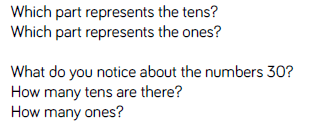 Which part represents the tens?
Which part represents the ones?
What do you notice about the numbers 30?
How many tens are there?
How many ones?